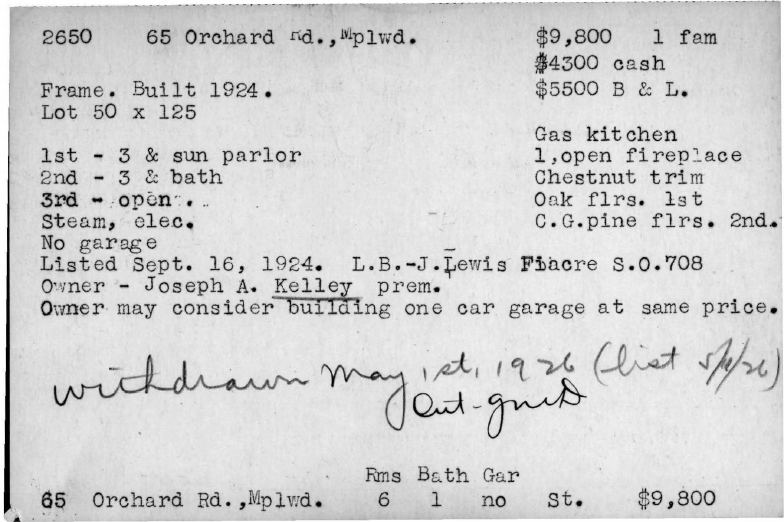 2650 65 Orchard Rd., Mplwd. $9,800 1 fam
$4300 cash
Frame. Built 1924. $5500 B & L.
Lot 50 x 125
Gas kitchen
1st - 3 & sun parlor 1,open fireplace
2nd - 3 & bath Chestnut trim
3rd - open. Oak flrs. 1st
Steam, elec. C.G.pine flrs. 2nd.
No garage
Listed Sept. 16, 1924. L.B.-J.Lewis Fiacre S.O.708
Owner - Joseph A. Kelley prem.
Owner may consider building one car garage at same price.
withdrawn May 1st, 1926 (list
Out-
Rms Bath Gar
65 Orchard Rd.,Mplwd. 6 1 no St. $9,800